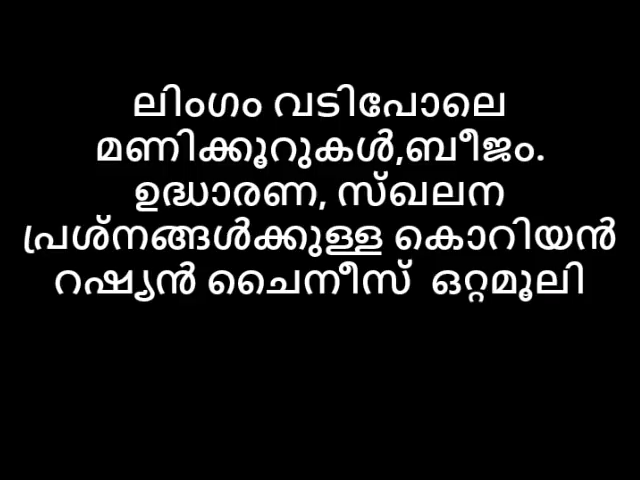 ലിംഗം വടിപോലെ
മണിക്കൂറുകൾ,ബീജം.
ഉദ്ധാരണ, സ്ഖലന
പ്രശ്നങ്ങൾക്കുള്ള കൊറിയൻ
റഷ്യൻ ചൈനീസ്  ഒറ്റമൂലി